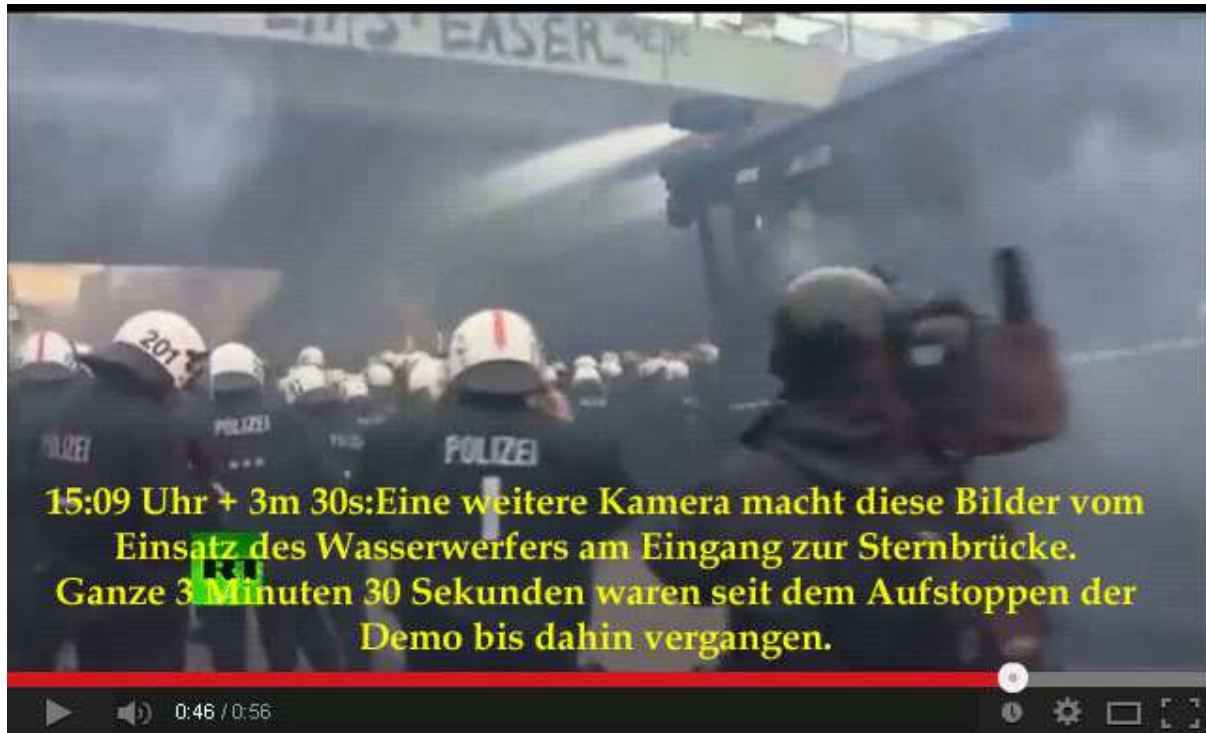 EASER
201
POLIZEI
POLIZEI
POLIZEI
15:09 Uhr + 3m 30s:Eine weitere Kamera macht diese Bilder vom
Einsatz des Wasserwerfers am Eingang zur Sternbrücke.
RT
Ganze 3 Minuten 30 Sekunden waren seit dem Aufstoppen der
Demo bis dahin vergangen.
0:46 / 0:56